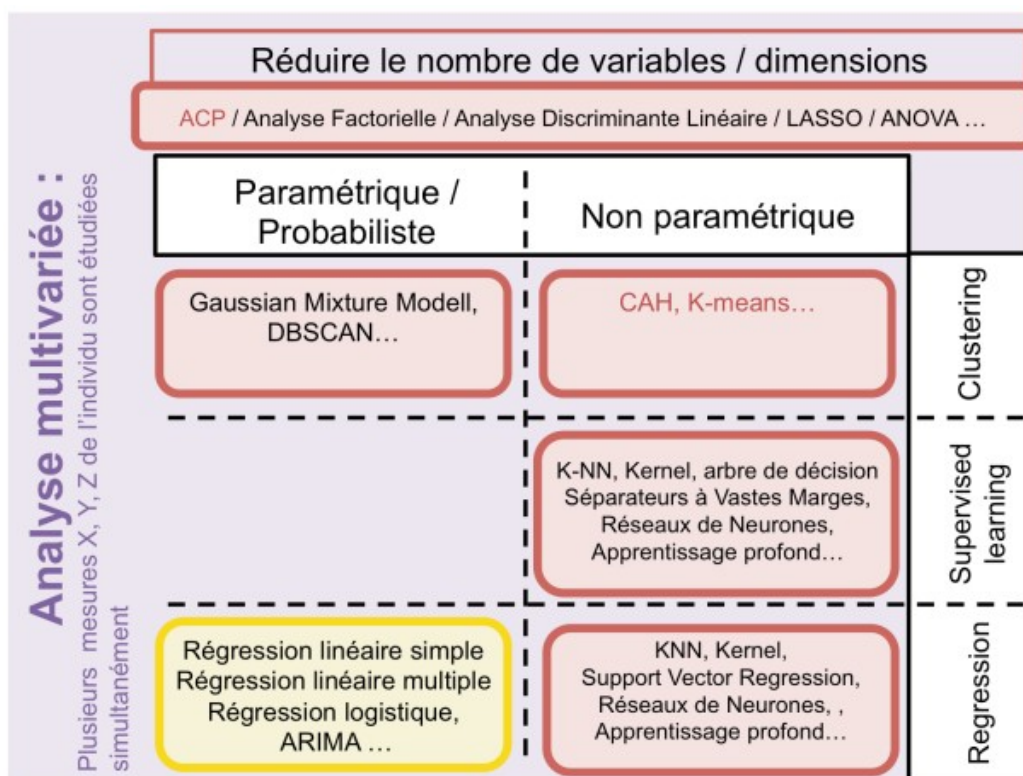 Réduire le nombre de variables / dimensions
ACP / Analyse Factorielle / Analyse Discriminante Linéaire / LASSO / ANOVA ...
Analyse multivariée :
Plusieurs mesures X, Y, Z de l'individu sont étudiées
simultanément
Paramétrique /
Probabiliste
Non paramétrique
Gaussian Mixture Modell,
DBSCAN...
CAH, K-means...
Clustering
K-NN, Kernel, arbre de décision
Séparateurs à Vastes Marges,
Réseaux de Neurones,
Apprentissage profond...
Supervised
learning
Régression linéaire simple
Régression linéaire multiple
Régression logistique,
ARIMA ...
KNN, Kernel,
Support Vector Regression,
Réseaux de Neurones, ,
Apprentissage profond...
Regression